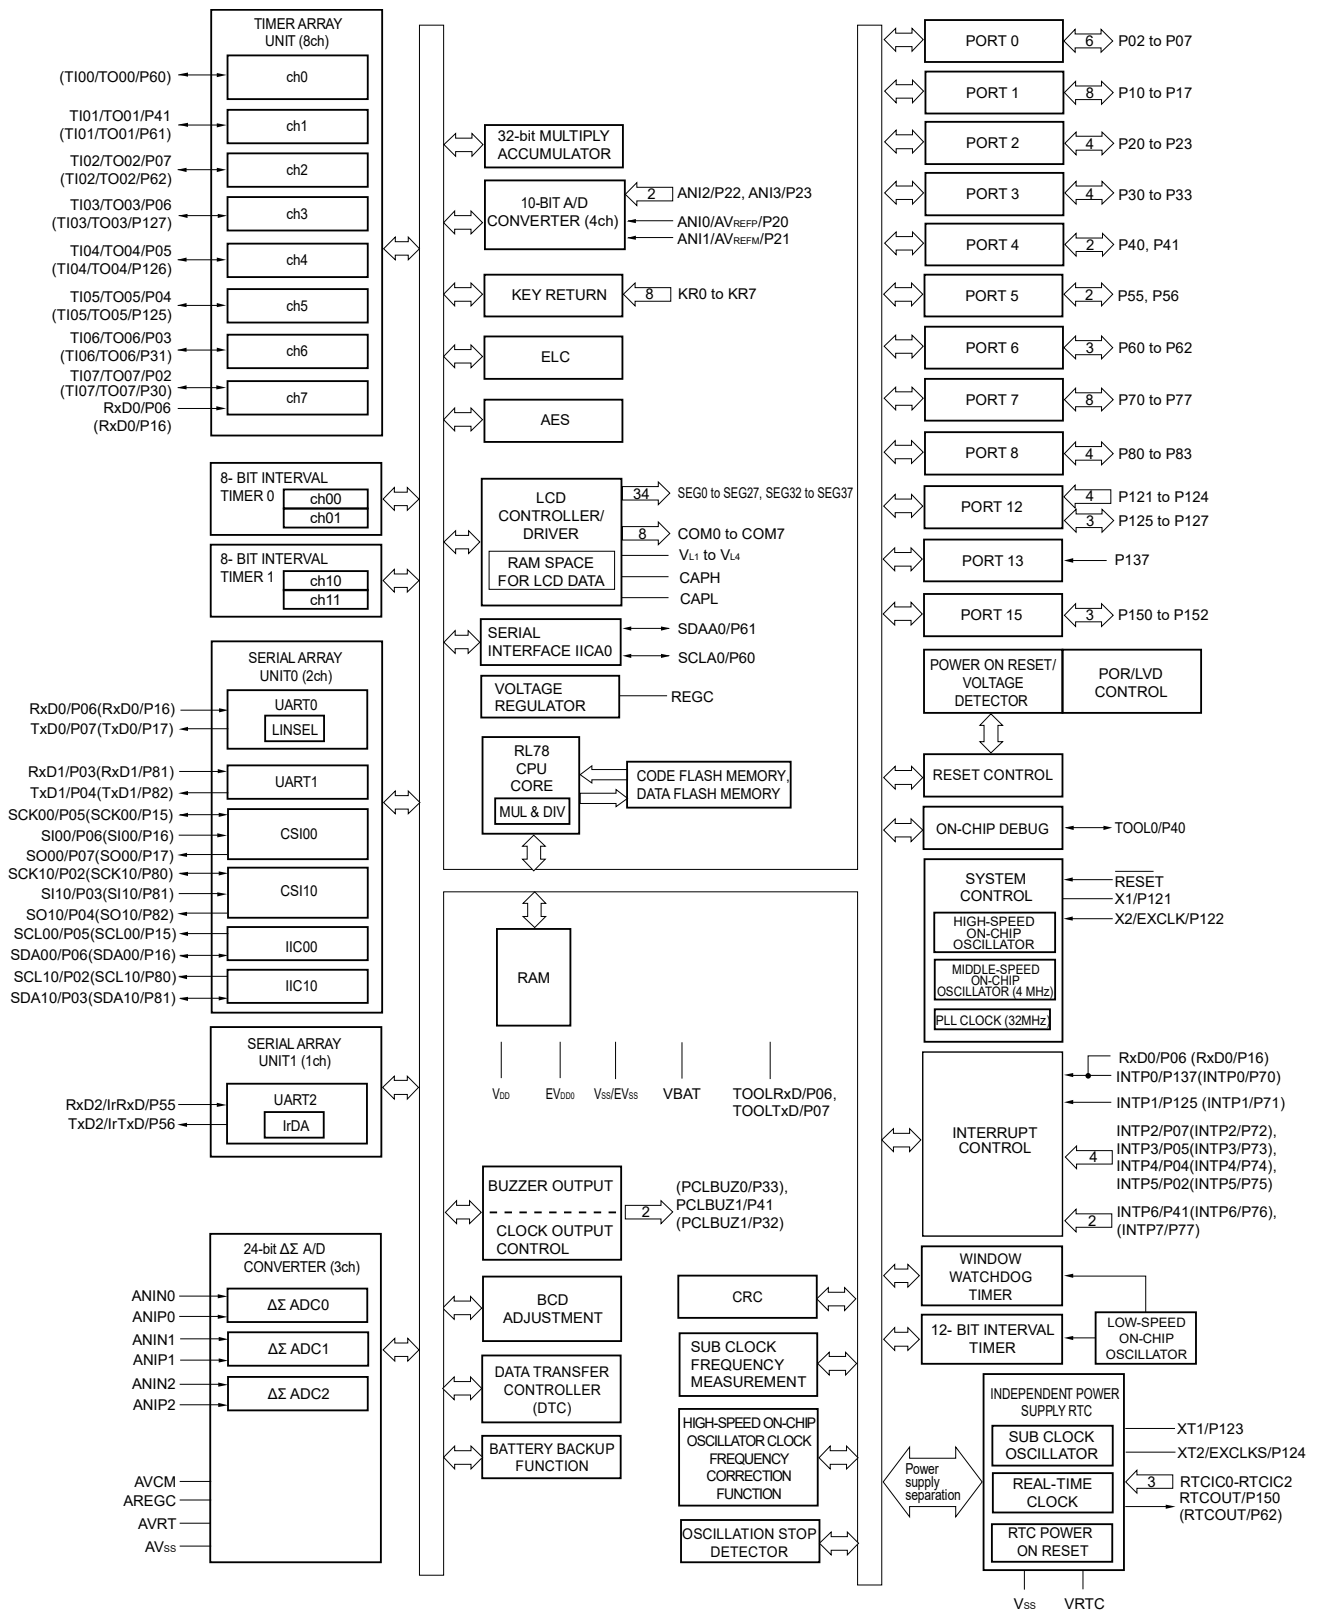 TIMER ARRAY
UNIT (8ch)
ch0
(TI00/TO00/P60)
TI01/TO01/P41
(TI01/TO01/P61)
ch1
TI02/TO02/P07
(TI02/TO02/P62)
ch2
TI03/TO03/P06
(TI03/TO03/P127)
ch3
TI04/TO04/P05
(TI04/TO04/P126)
ch4
TI05/TO05/P04
(TI05/TO05/P125)
ch5
TI06/TO06/P03
(TI06/TO06/P31)
ch6
TI07/TO07/P02
(TI07/TO07/P30)
RxD0/P06
(RxD0/P16)
ch7
8- BIT INTERVAL
TIMER 0
ch00
ch01
8- BIT INTERVAL
TIMER 1
ch10
ch11
SERIAL ARRAY
UNIT0 (2ch)
UART0
LINSEL
RxD0/P06(RxD0/P16)
TxD0/P07(TxD0/P17)
RxD1/P03(RxD1/P81)
TxD1/P04(TxD1/P82)
UART1
SCK00/P05(SCK00/P15)
SI00/P06(SI00/P16)
SO00/P07(SO00/P17)
CSI00
SCK10/P02(SCK10/P80)
SI10/P03(SI10/P81)
SO10/P04(SO10/P82)
CSI10
SCL00/P05(SCL00/P15)
SDA00/P06(SDA00/P16)
IIC00
SCL10/P02(SCL10/P80)
SDA10/P03(SDA10/P81)
IIC10
SERIAL ARRAY
UNIT1 (1ch)
UART2
IrDA
RxD2/IrRxD/P55
TxD2/IrTxD/P56
24-bit ΔΣ A/D
CONVERTER (3ch)
ANIN0
ANIP0
ΔΣ ADC0
ANIN1
ANIP1
ΔΣ ADC1
ANIN2
ANIP2
ΔΣ ADC2
AVCM
AREGC
AVRT
AVss
32-bit MULTIPLY
ACCUMULATOR
10-BIT A/D
CONVERTER (4ch)
2
ANI2/P22, ANI3/P23
ANI0/AVREFP/P20
ANI1/AVREFM/P21
KEY RETURN
8
KR0 to KR7
ELC
AES
LCD
CONTROLLER/
DRIVER
RAM SPACE
FOR LCD DATA
34
SEG0 to SEG27, SEG32 to SEG37
8
COM0 to COM7
VL1 to VL4
CAPH
CAPL
SERIAL
INTERFACE IICA0
SDAA0/P61
SCLA0/P60
VOLTAGE
REGULATOR
REGC
RL78
CPU
CORE
MUL & DIV
CODE FLASH MEMORY,
DATA FLASH MEMORY
RAM
VDD
EVDD0
Vss/EVss
VBAT
TOOLRxD/P06,
TOOLTxD/P07
BUZZER OUTPUT
CLOCK OUTPUT
CONTROL
2
(PCLBUZ0/P33),
PCLBUZ1/P41
(PCLBUZ1/P32)
BCD
ADJUSTMENT
DATA TRANSFER
CONTROLLER
(DTC)
BATTERY BACKUP
FUNCTION
CRC
SUB CLOCK
FREQUENCY
MEASUREMENT
HIGH-SPEED ON-CHIP
OSCILLATOR CLOCK
FREQUENCY
CORRECTION
FUNCTION
OSCILLATION STOP
DETECTOR
PORT 0
6
P02 to P07
PORT 1
8
P10 to P17
PORT 2
4
P20 to P23
PORT 3
4
P30 to P33
PORT 4
2
P40, P41
PORT 5
2
P55, P56
PORT 6
3
P60 to P62
PORT 7
8
P70 to P77
PORT 8
4
P80 to P83
PORT 12
4
P121 to P124
3
P125 to P127
PORT 13
P137
PORT 15
3
P150 to P152
POWER ON RESET/
VOLTAGE
DETECTOR
POR/LVD
CONTROL
RESET CONTROL
ON-CHIP DEBUG
TOOL0/P40
SYSTEM
CONTROL
HIGH-SPEED
ON-CHIP
OSCILLATOR
MIDDLE-SPEED
ON-CHIP
OSCILLATOR (4 MHz)
PLL CLOCK (32MHz)
RESET
X1/P121
X2/EXCLK/P122
INTERRUPT
CONTROL
RxD0/P06 (RxD0/P16)
INTP0/P137(INTP0/P70)
INTP1/P125 (INTP1/P71)
4
INTP2/P07(INTP2/P72),
INTP3/P05(INTP3/P73),
INTP4/P04(INTP4/P74),
INTP5/P02(INTP5/P75)
2
INTP6/P41(INTP6/P76),
(INTP7/P77)
WINDOW
WATCHDOG
TIMER
12- BIT INTERVAL
TIMER
LOW-SPEED
ON-CHIP
OSCILLATOR
Power
supply
separation
INDEPENDENT POWER
SUPPLY RTC
SUB CLOCK
OSCILLATOR
REAL-TIME
CLOCK
RTC POWER
ON RESET
XT1/P123
XT2/EXCLKS/P124
3
RTCIC0-RTCIC2
RTCOUT/P150
(RTCOUT/P62)
Vss
VRTC